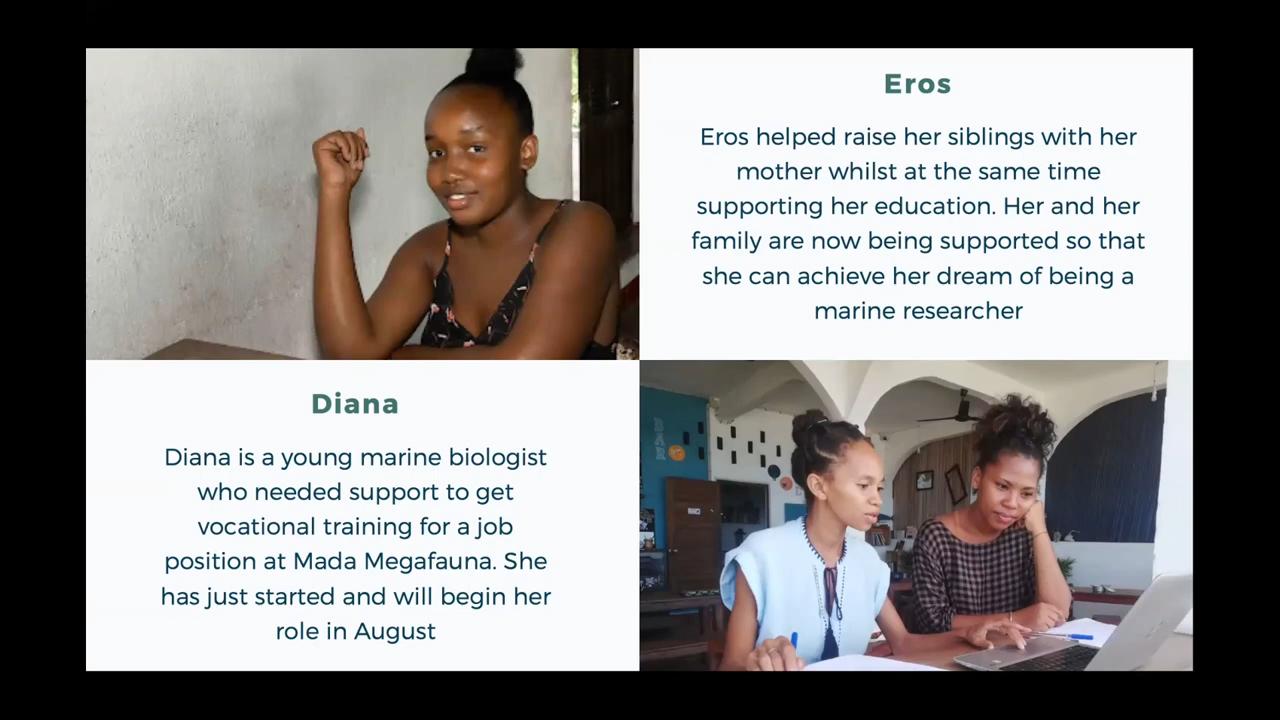 Eros
Eros helped raise her siblings with her
mother whilst at the same time
supporting her education. Her and her
family are now being supported so that
she can achieve her dream of being a
marine researcher
Diana
Diana is a young marine biologist
who needed support to get
vocational training for a job
position at Mada Megafauna. She
has just started and will begin her
role in August